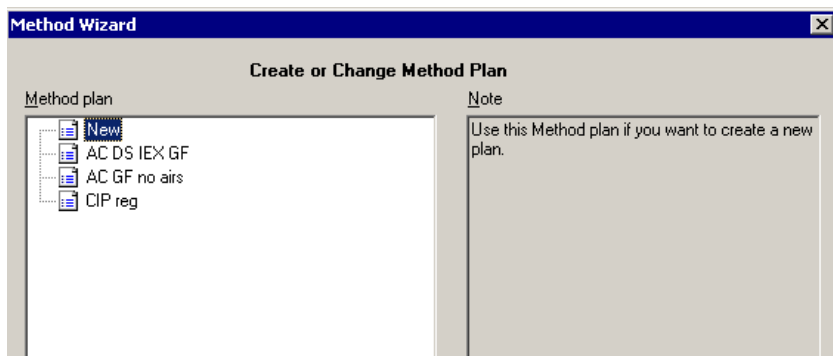 Method Wizard
Create or Change Method Plan
Method plan
Note
New
AC DS IEX GF
AC GF no airs
CIP reg
Use this Method plan if you want to create a new
plan.